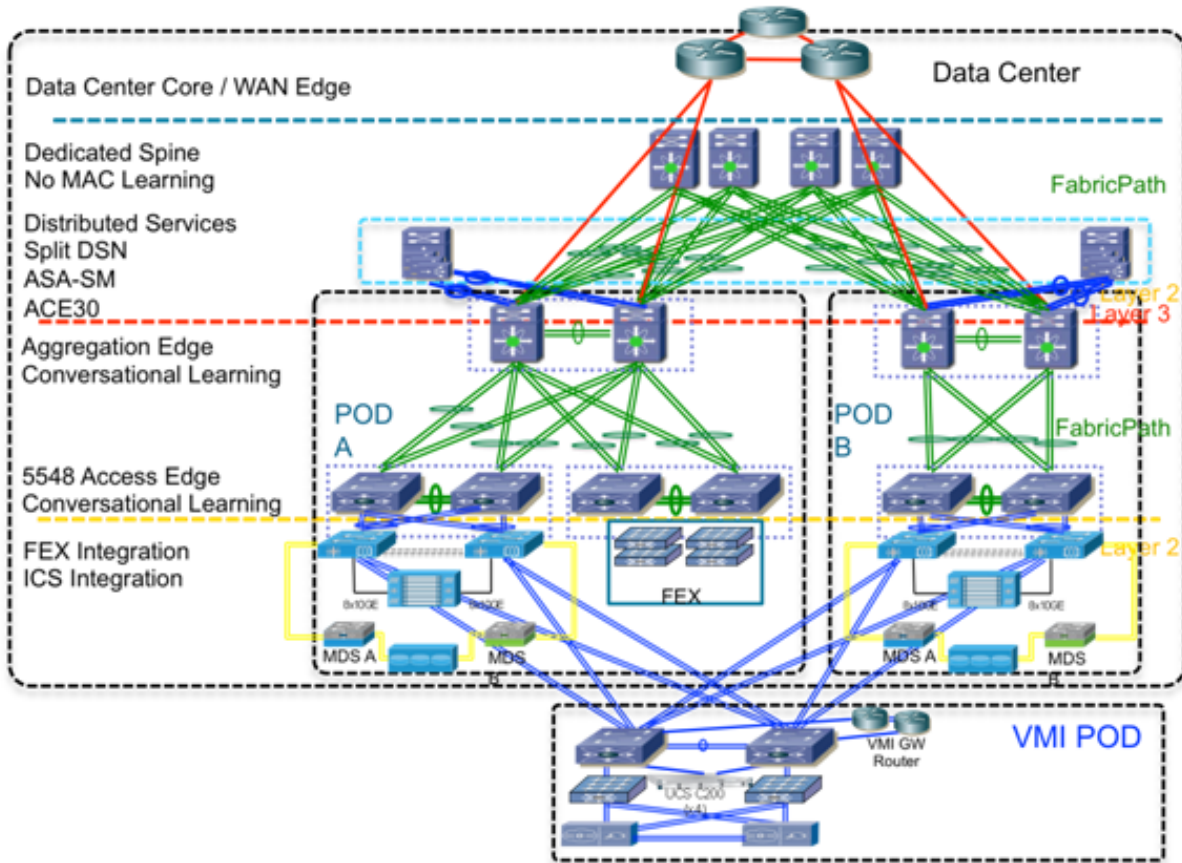 Data Center
Data Center Core / WAN Edge
Dedicated Spine
No MAC Learning
FabricPath
Distributed Services
Split DSN
ASA-SM
ACE30
Layer 2
Layer 3
Aggregation Edge
Conversational Learning
POD
A
POD
B
FabricPath
5548 Access Edge
Conversational Learning
Layer 2
FEX Integration
ICS Integration
FEX
8x10GE
8x10GE
8x10GE
8x10GE
MDS A
MDS
B
MDS A
MDS
B
VMI POD
VMI GW
Router
UCS C200
(x4)